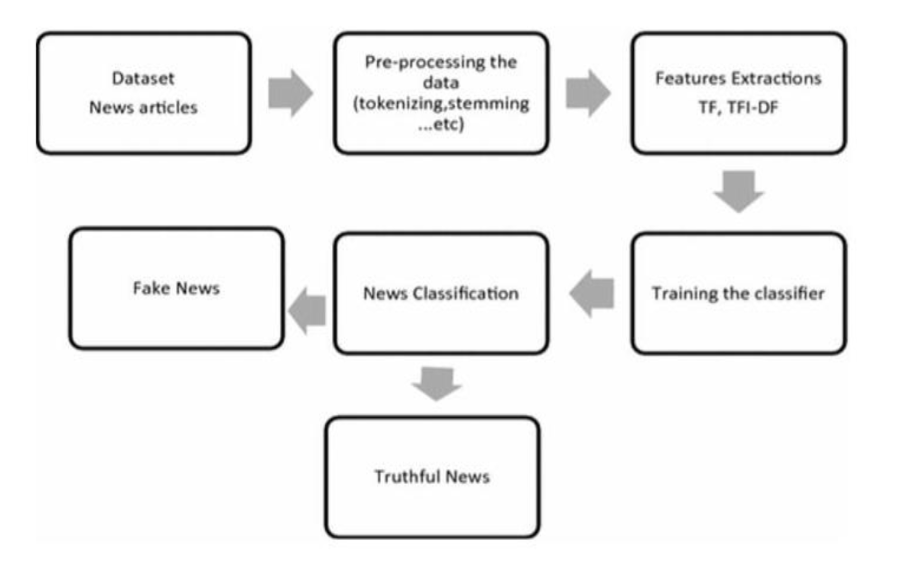 Dataset
News articles
Pre-processing the
data
(tokenizing,stemming
...etc)
Features Extractions
TF, TFI-DF
Fake News
News Classification
Training the classifier
Truthful News